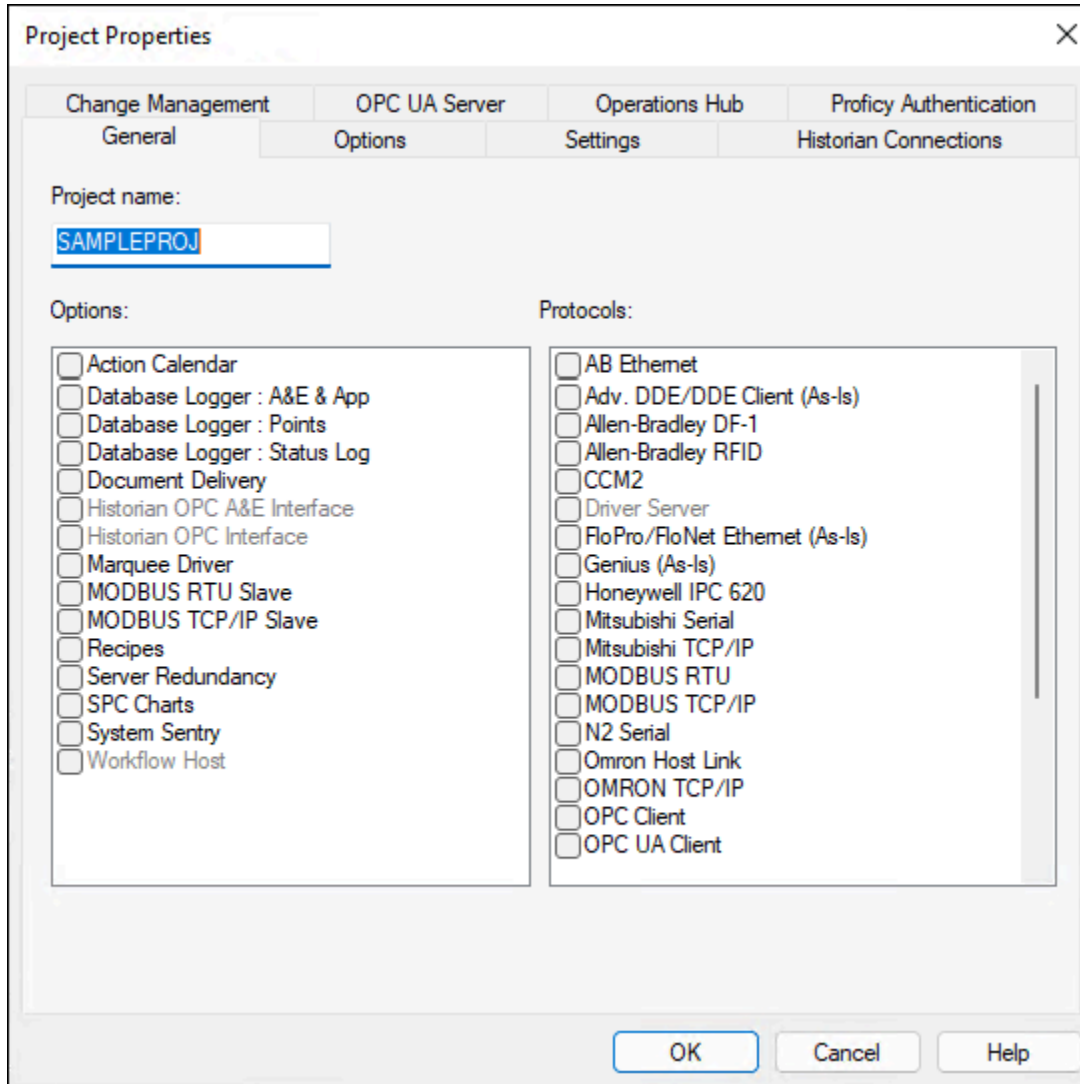 Project Properties
Change Management OPC UA Server Operations Hub Proficy Authentication
General Options Settings Historian Connections
Project name:
SAMPLEPROJ
Options:
Action Calendar
Database Logger : A&E & App
Database Logger : Points
Database Logger : Status Log
Document Delivery
Historian OPC A&E Interface
Historian OPC Interface
Marquee Driver
MODBUS RTU Slave
MODBUS TCP/IP Slave
Recipes
Server Redundancy
SPC Charts
System Sentry
Workflow Host
Protocols:
AB Ethernet
Adv. DDE/DDE Client (As-Is)
Allen-Bradley DF-1
Allen-Bradley RFID
CCM2
Driver Server
FloPro/FloNet Ethernet (As-Is)
Genius (As-Is)
Honeywell IPC 620
Mitsubishi Serial
Mitsubishi TCP/IP
MODBUS RTU
MODBUS TCP/IP
N2 Serial
Omron Host Link
OMRON TCP/IP
OPC Client
OPC UA Client
OK Cancel Help